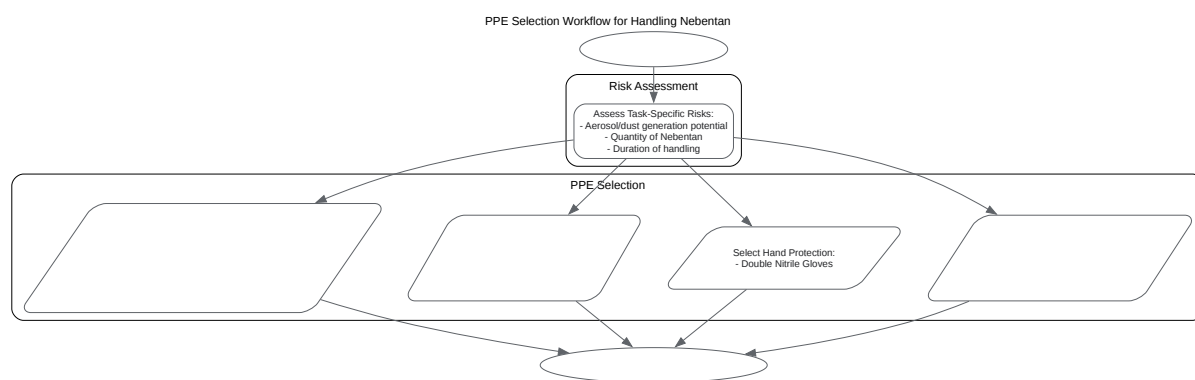 PPE Selection Workflow for Handling Nebentan
Risk Assessment
Assess Task-Specific Risks:
- Aerosol/dust generation potential
- Quantity of Nebentan
- Duration of handling
PPE Selection
Select Hand Protection:
- Double Nitrile Gloves